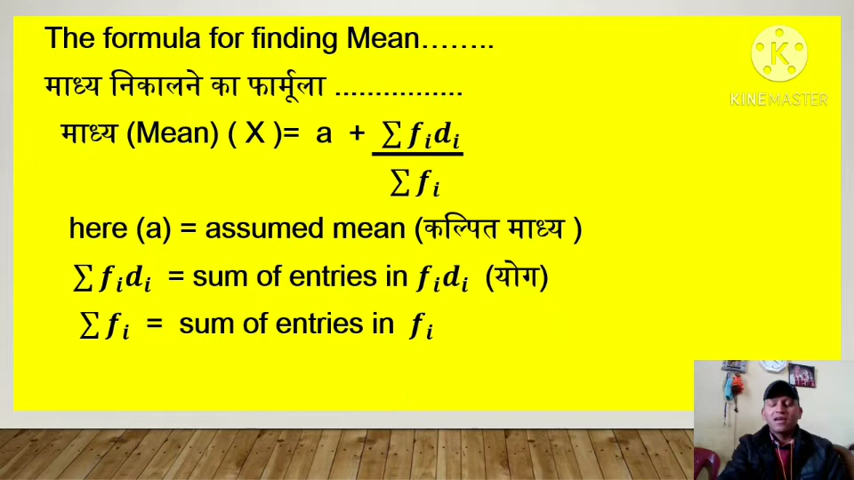 The formula for finding Mean……..
माध्य निकालने का फार्मूला ................
माध्य (Mean) ( X )= a + ∑fᵢdᵢ
∑fᵢ
here (a) = assumed mean (कल्पित माध्य )
∑fᵢdᵢ = sum of entries in fᵢdᵢ (योग)
∑fᵢ = sum of entries in fᵢ
KINEMASTER